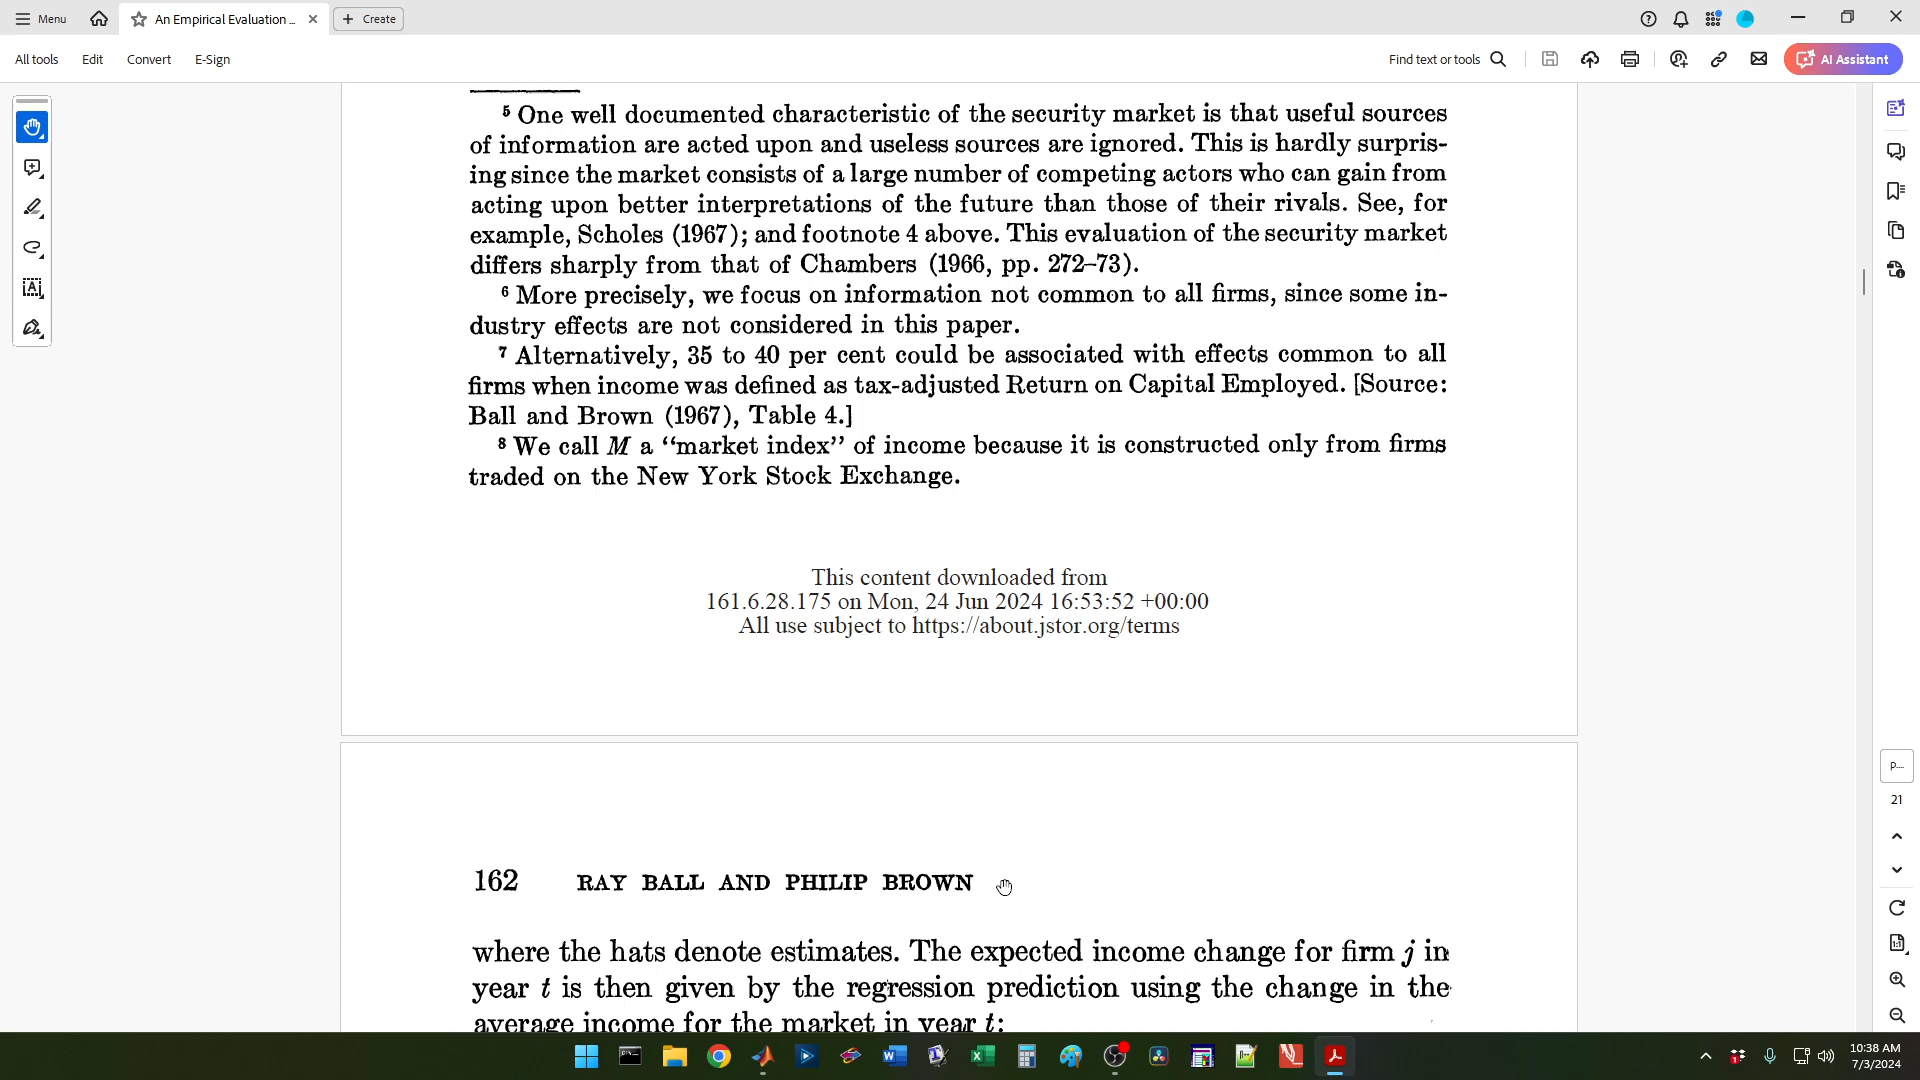 Menu
An Empirical Evaluation ...
Create
All tools
Edit
Convert
E-Sign
Find text or tools
AI Assistant
⁵ One well documented characteristic of the security market is that useful sources
of information are acted upon and useless sources are ignored. This is hardly surpris-
ing since the market consists of a large number of competing actors who can gain from
acting upon better interpretations of the future than those of their rivals. See, for
example, Scholes (1967); and footnote 4 above. This evaluation of the security market
differs sharply from that of Chambers (1966, pp. 272–73).
⁶ More precisely, we focus on information not common to all firms, since some in-
dustry effects are not considered in this paper.
⁷ Alternatively, 35 to 40 per cent could be associated with effects common to all
firms when income was defined as tax-adjusted Return on Capital Employed. [Source:
Ball and Brown (1967), Table 4.]
⁸ We call M a "market index" of income because it is constructed only from firms
traded on the New York Stock Exchange.
This content downloaded from
161.6.28.175 on Mon, 24 Jun 2024 16:53:52 +00:00
All use subject to https://about.jstor.org/terms
P...
21
162 RAY BALL AND PHILIP BROWN
where the hats denote estimates. The expected income change for firm j in
year t is then given by the regression prediction using the change in the
average income for the market in year t:
10:38 AM
7/3/2024